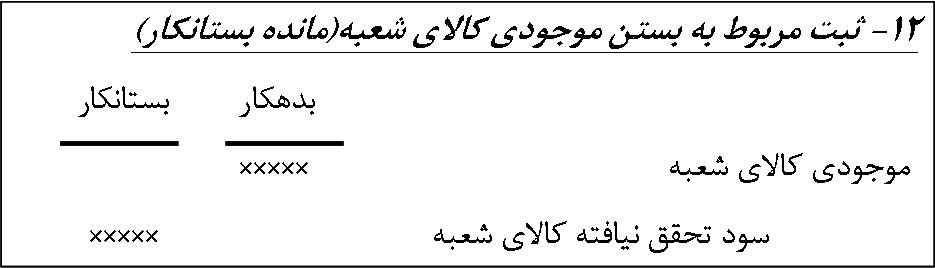 ۱۲- ثبت مربوط به بستن موجودی کالای شعبه(مانده بستانکار)
بدهکار بستانکار
موجودی کالای شعبه ×××××
سود تحقق نیافته کالای شعبه ×××××